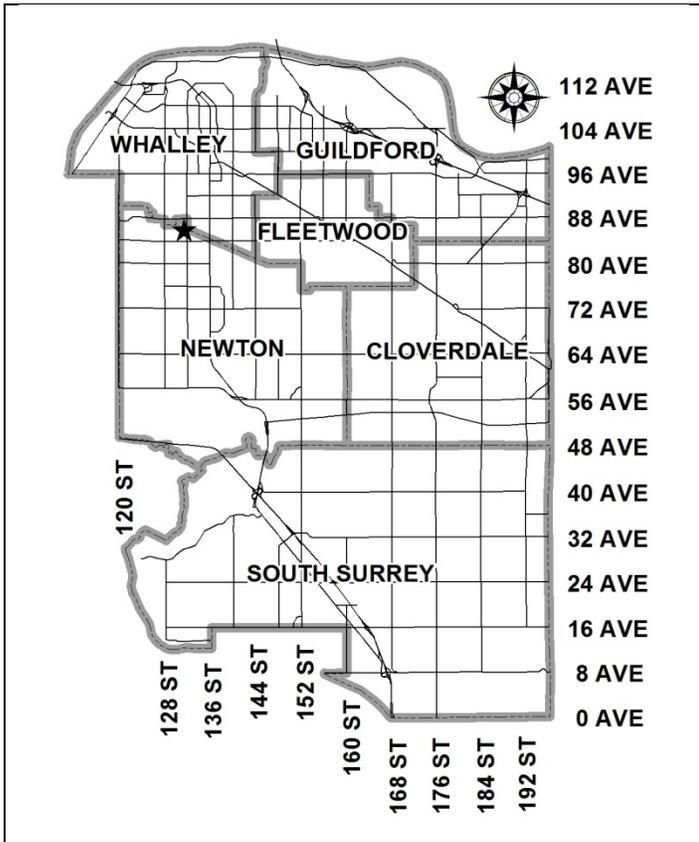 112 AVE
104 AVE
WHALLEY
GUILDFORD
96 AVE
88 AVE
FLEETWOOD
80 AVE
72 AVE
NEWTON
CLOVERDALE
64 AVE
56 AVE
48 AVE
120 ST
40 AVE
32 AVE
SOUTH SURREY
24 AVE
16 AVE
8 AVE
0 AVE
128 ST
136 ST
144 ST
152 ST
160 ST
168 ST
176 ST
184 ST
192 ST